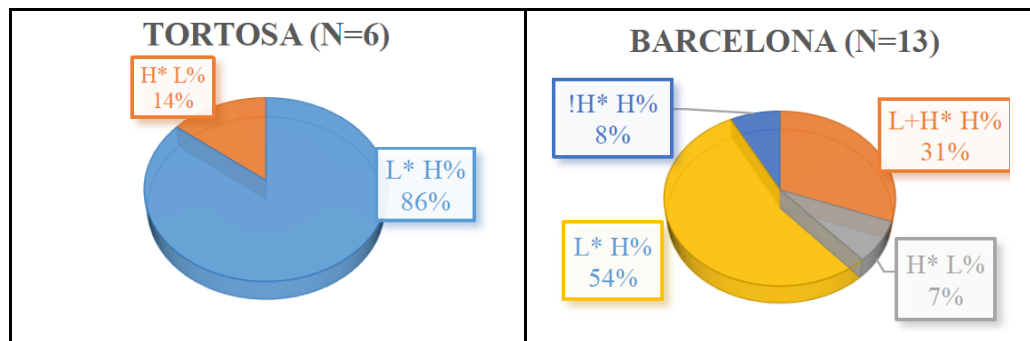 TORTOSA (N=6)
H* L%
14%
L* H%
86%
BARCELONA (N=13)
!H* H%
8%
L+H* H%
31%
L* H%
54%
H* L%
7%